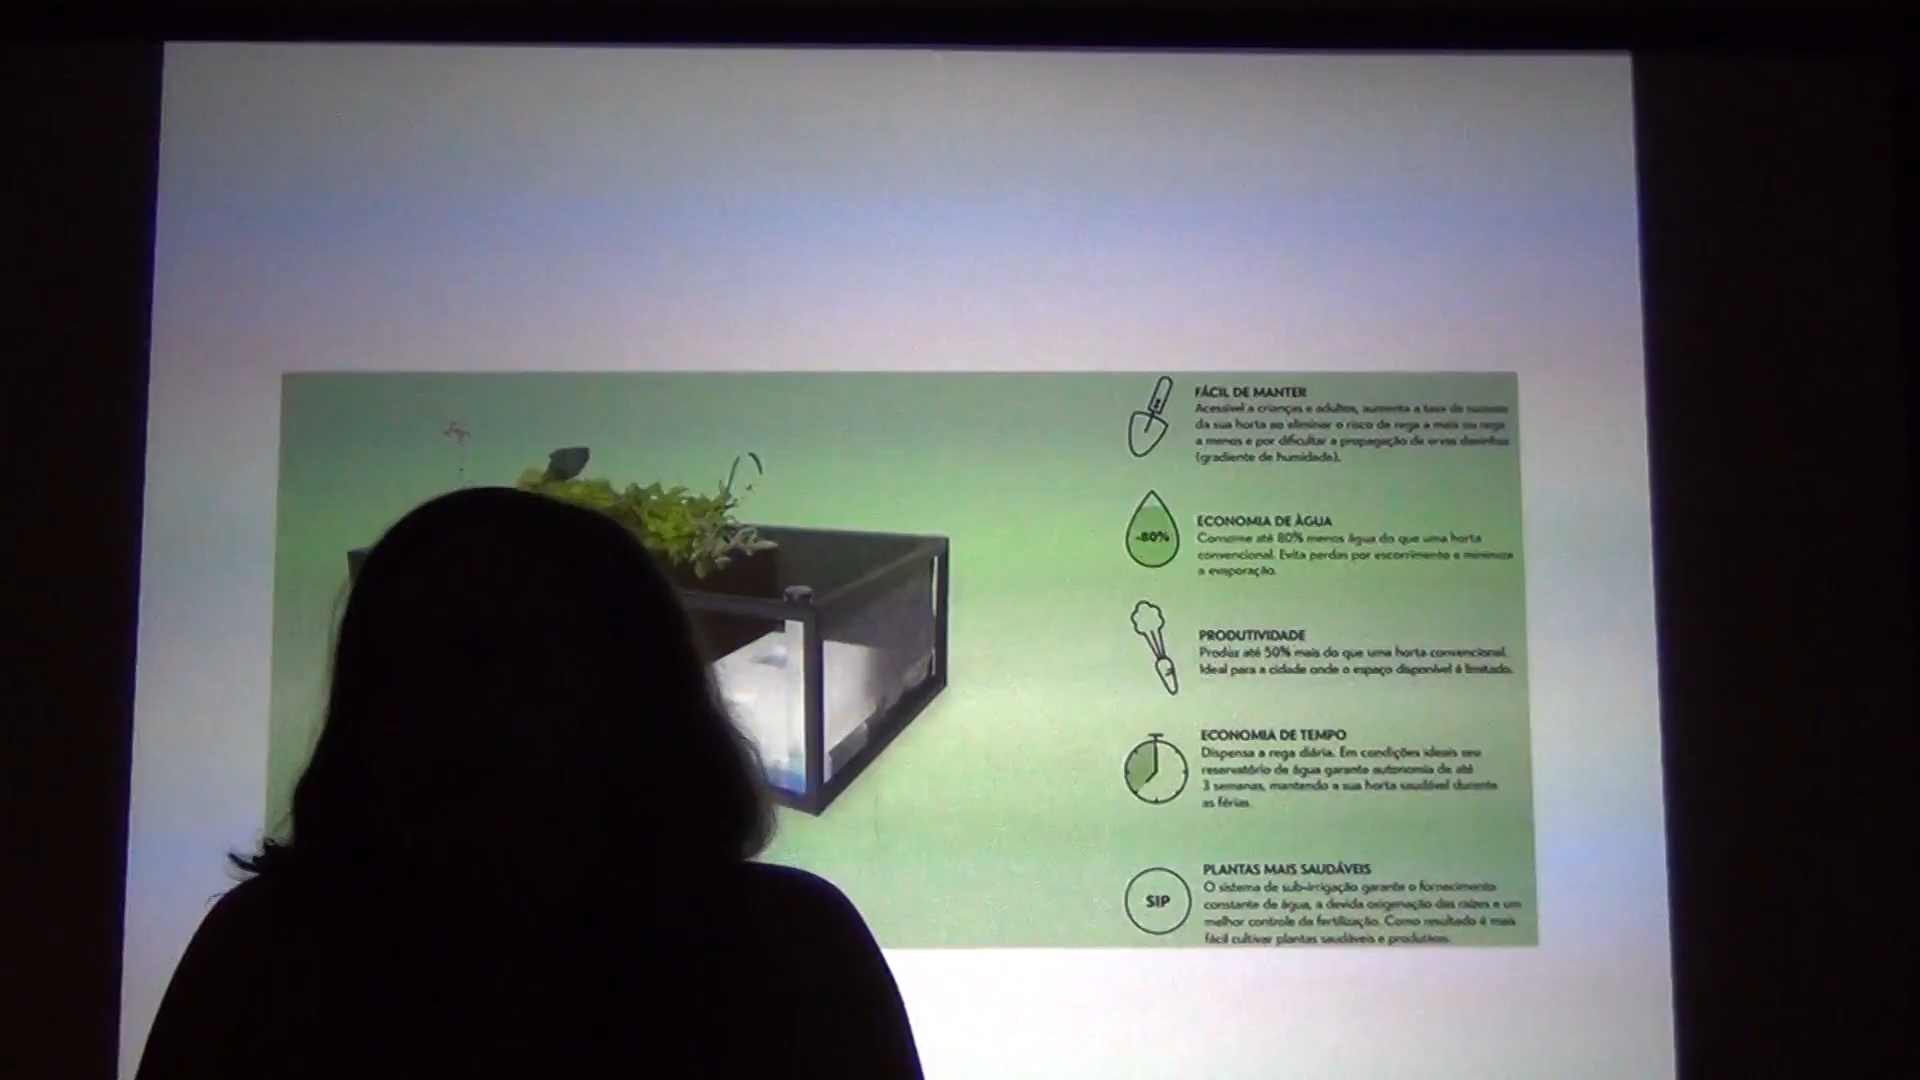 FÁCIL DE MANTER
Acessível a crianças e adultos, aumenta a taxa de sucesso
da sua horta ao eliminar o risco de rega a mais ou rega
a menos e por dificultar a propagação de ervas daninhas
(gradiente de humidade).
-80%
ECONOMIA DE ÀGUA
Consome até 80% menos água do que uma horta
convencional. Evita perdas por escorrimento e minimiza
a evaporação.
PRODUTIVIDADE
Produz até 50% mais do que uma horta convencional.
Ideal para a cidade onde o espaço disponível é limitado.
ECONOMIA DE TEMPO
Dispensa a rega diária. Em condições ideais seu
reservatório de água garante autonomia de até
3 semanas, mantendo a sua horta saudável durante
as férias.
SIP
PLANTAS MAIS SAUDÁVEIS
O sistema de sub-irrigação garante o fornecimento
constante de água, a devida oxigenação das raízes e um
melhor controle da fertilização. Como resultado é mais
fácil cultivar plantas saudáveis e produtivas.